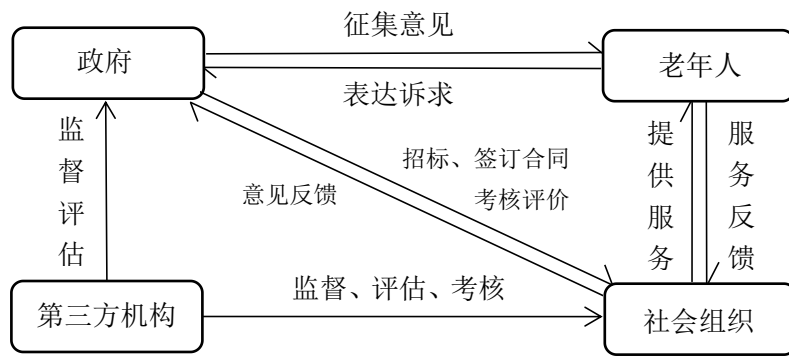 征集意见
政府
老年人
表达诉求
监督评估
招标、签订合同
考核评价
意见反馈
提供服务
服务反馈
监督、评估、考核
第三方机构
社会组织